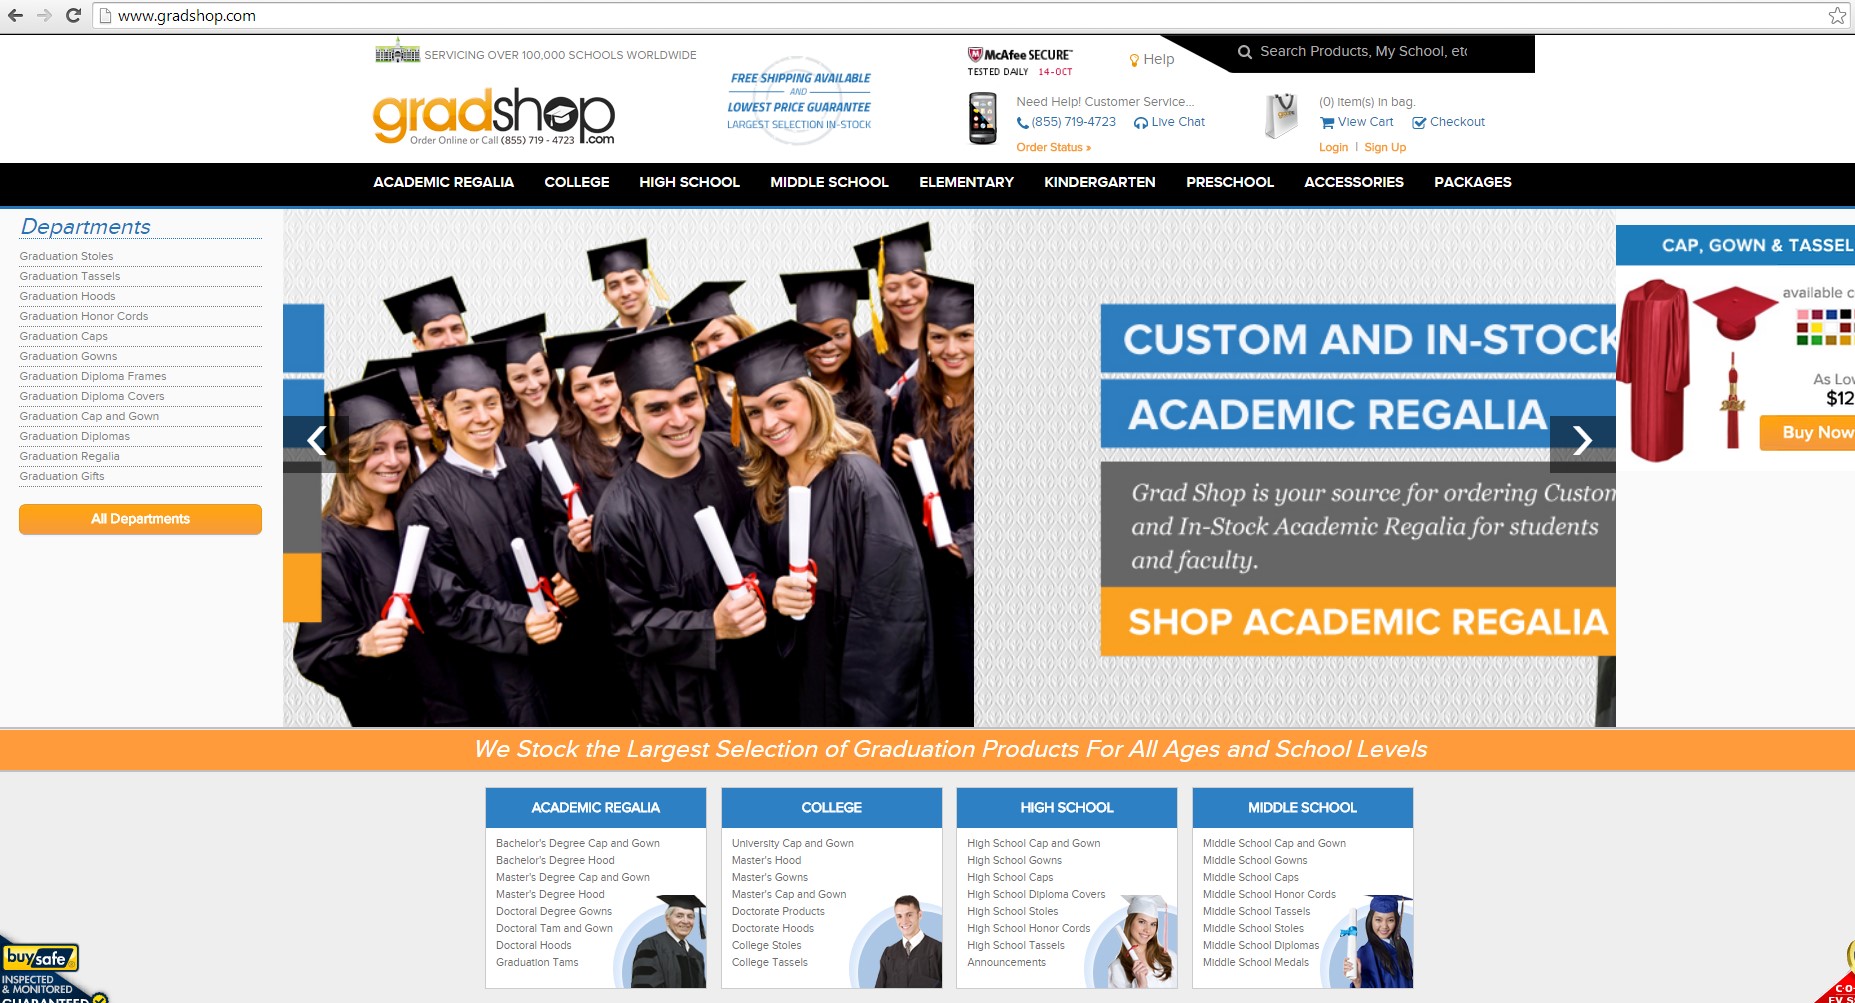 www.gradshop.com
SERVICING OVER 100,000 SCHOOLS WORLDWIDE
gradshop.com
Order Online or Call (855) 719 - 4723
FREE SHIPPING AVAILABLE
AND
LOWEST PRICE GUARANTEE
LARGEST SELECTION IN-STOCK
McAfee SECURE™
TESTED DAILY 14-OCT
Help
Search Products, My School, etc
Need Help! Customer Service...
(855) 719-4723 Live Chat
Order Status »
(0) item(s) in bag.
View Cart Checkout
Login | Sign Up
ACADEMIC REGALIA COLLEGE HIGH SCHOOL MIDDLE SCHOOL ELEMENTARY KINDERGARTEN PRESCHOOL ACCESSORIES PACKAGES
Departments
Graduation Stoles
Graduation Tassels
Graduation Hoods
Graduation Honor Cords
Graduation Caps
Graduation Gowns
Graduation Diploma Frames
Graduation Diploma Covers
Graduation Cap and Gown
Graduation Diplomas
Graduation Regalia
Graduation Gifts
All Departments
CUSTOM AND IN-STOCK
ACADEMIC REGALIA
Grad Shop is your source for ordering Custom
and In-Stock Academic Regalia for students
and faculty.
SHOP ACADEMIC REGALIA
CAP, GOWN & TASSEL
available c
As Low
$12
Buy Now
We Stock the Largest Selection of Graduation Products For All Ages and School Levels
ACADEMIC REGALIA
Bachelor's Degree Cap and Gown
Bachelor's Degree Hood
Master's Degree Cap and Gown
Master's Degree Hood
Doctoral Degree Gowns
Doctoral Tam and Gown
Doctoral Hoods
Graduation Tams
COLLEGE
University Cap and Gown
Master's Hood
Master's Gowns
Master's Cap and Gown
Doctorate Products
Doctorate Hoods
College Stoles
College Tassels
HIGH SCHOOL
High School Cap and Gown
High School Gowns
High School Caps
High School Diploma Covers
High School Stoles
High School Honor Cords
High School Tassels
Announcements
MIDDLE SCHOOL
Middle School Cap and Gown
Middle School Gowns
Middle School Caps
Middle School Honor Cords
Middle School Tassels
Middle School Stoles
Middle School Diplomas
Middle School Medals
buySafe
INSPECTED
& MONITORED
GUARANTEED